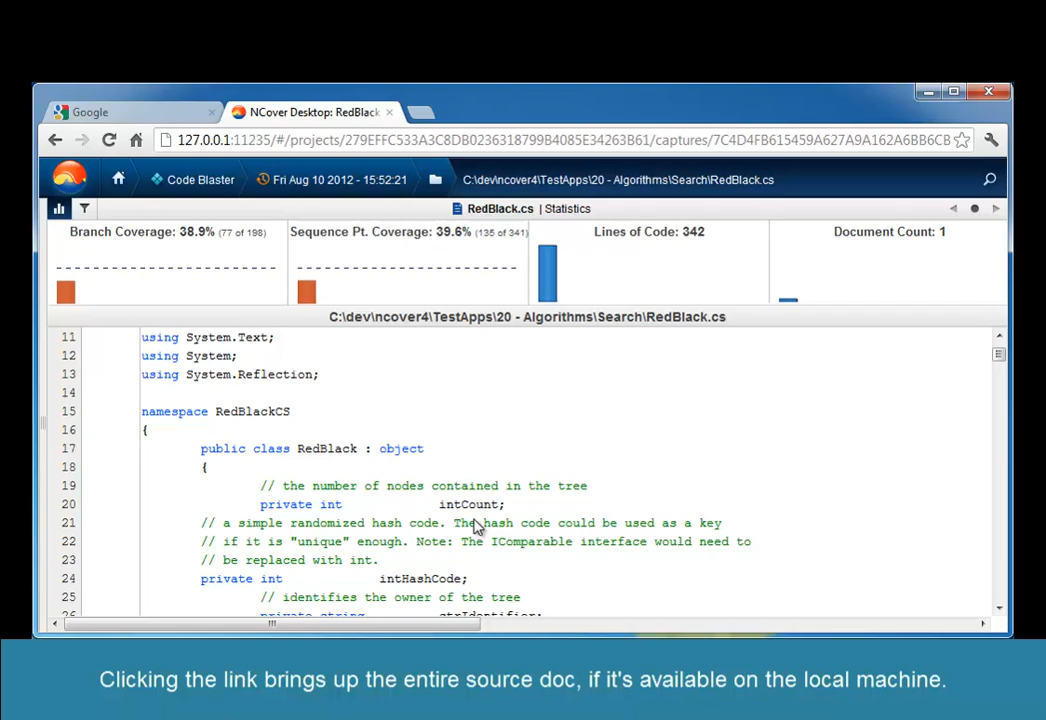 Google
NCover Desktop: RedBlack
127.0.0.1:11235/#/projects/279EFFC533A3C8DB0236318799B4085E34263B61/captures/7C4D4FB615459A627A9A162A6BB6CB
Code Blaster
Fri Aug 10 2012 - 15:52:21
C:\dev\ncover4\TestApps\20 - Algorithms\Search\RedBlack.cs
RedBlack.cs | Statistics
Branch Coverage: 38.9% (77 of 198)
Sequence Pt. Coverage: 39.6% (135 of 341)
Lines of Code: 342
Document Count: 1
C:\dev\ncover4\TestApps\20 - Algorithms\Search\RedBlack.cs
11 using System.Text;
12 using System;
13 using System.Reflection;
14
15 namespace RedBlackCS
16 {
17 public class RedBlack : object
18 {
19 // the number of nodes contained in the tree
20 private int intCount;
21 // a simple randomized hash code. The hash code could be used as a key
22 // if it is "unique" enough. Note: The IComparable interface would need to
23 // be replaced with int.
24 private int intHashCode;
25 // identifies the owner of the tree
26 private string strIdentifier;
Clicking the link brings up the entire source doc, if it's available on the local machine.